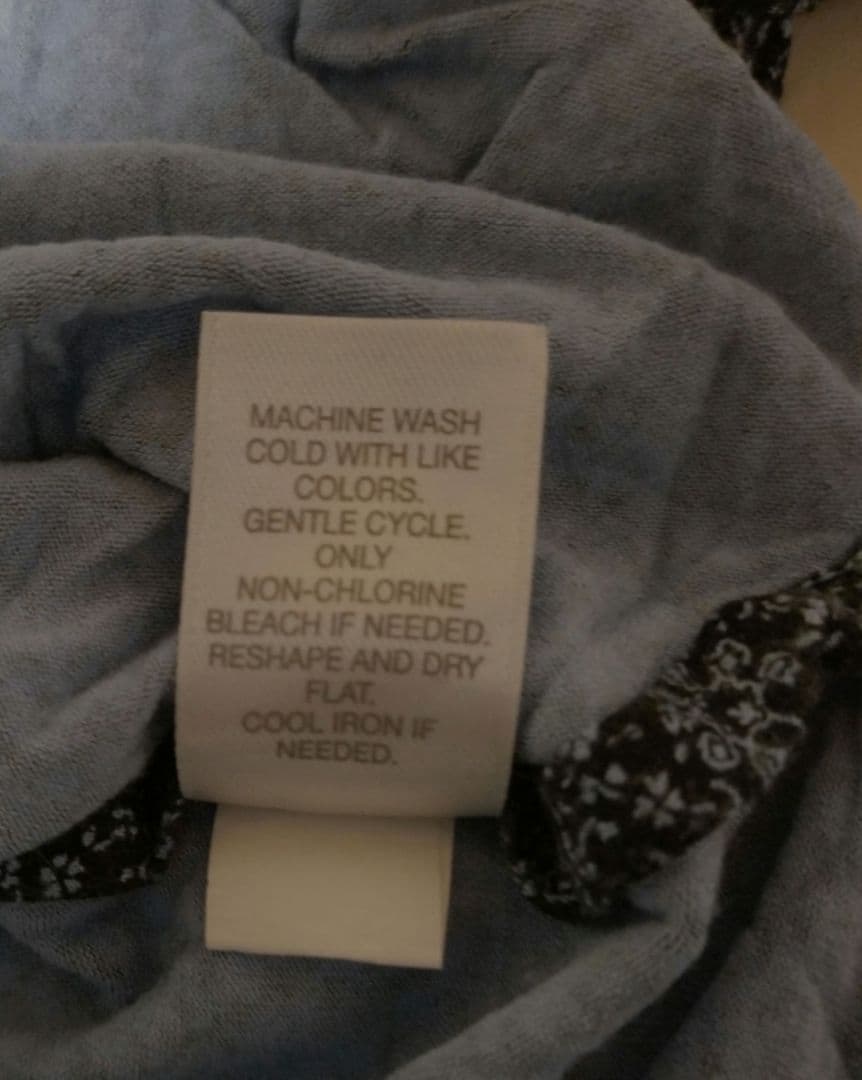 MACHINE WASH
COLD WITH LIKE
COLORS.
GENTLE CYCLE.
ONLY
NON-CHLORINE
BLEACH IF NEEDED.
RESHAPE AND DRY
FLAT.
COOL IRON IF
NEEDED.